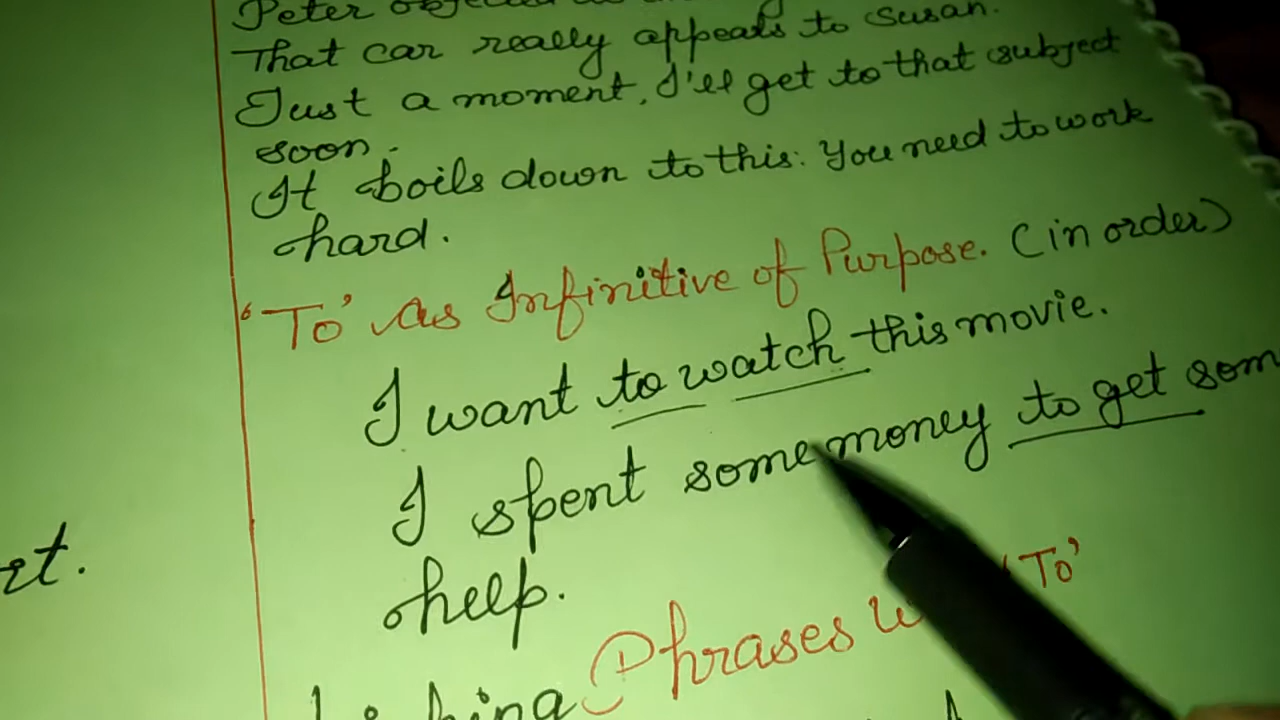 Peter
That car really appeals to Susan.
Just a moment, I'll get to that subject
soon.
It boils down to this: You need to work
hard.
'To' As Infinitive of Purpose. (in order)
I want to watch this movie.
I spent some money to get som
help.
Phrases 'To'